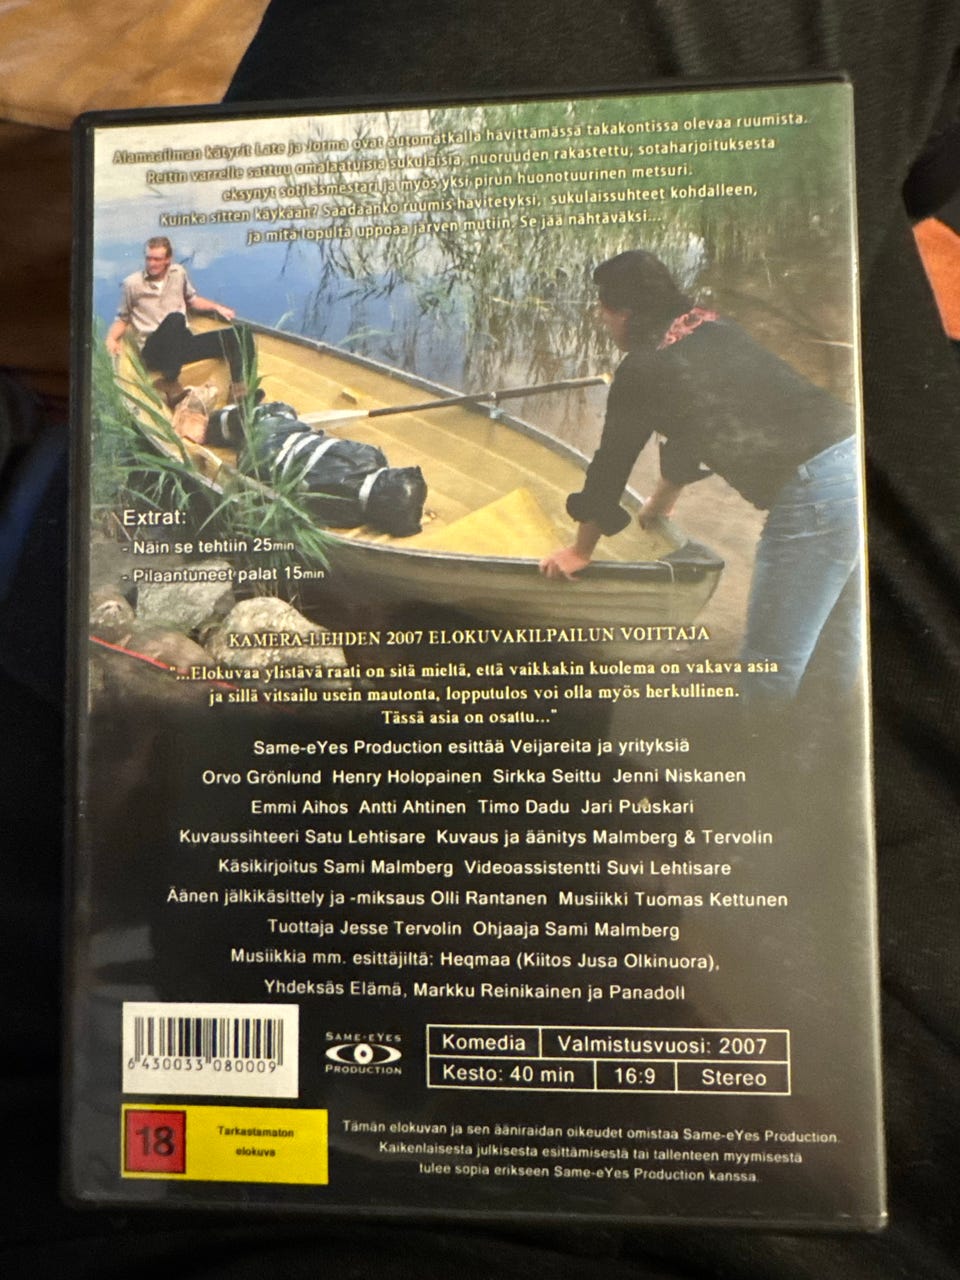 Alamaailman kätyrit Late ja Jorma ovat automatkalla hävittämässä takakontissa olevaa ruumista.
Reitin varrelle sattuu omalaatuisia sukulaisia, nuoruuden rakastettu, sotaharjoituksesta
eksynyt sotilasmestari ja myös yksi pirun huonotuurinen metsuri.
Kuinka sitten käykään? Saadaanko ruumis hävitetyksi, sukulaissuhteet kohdalleen,
ja mitä lopulta uppoaa järven mutiin. Se jää nähtäväksi...
Extrat:
- Näin se tehtiin 25min
- Pilaantuneet palat 15min
KAMERA-LEHDEN 2007 ELOKUVAKILPAILUN VOITTAJA
"...Elokuvaa ylistävä raati on sitä mieltä, että vaikkakin kuolema on vakava asia
ja sillä vitsailu usein mautonta, lopputulos voi olla myös herkullinen.
Tässä asia on osattu..."
Same-eYes Production esittää Veijareita ja yrityksiä
Orvo Grönlund Henry Holopainen Sirkka Seittu Jenni Niskanen
Emmi Aihos Antti Ahtinen Timo Dadu Jari Puuskari
Kuvaussihteeri Satu Lehtisare Kuvaus ja äänitys Malmberg & Tervolin
Käsikirjoitus Sami Malmberg Videoassistentti Suvi Lehtisare
Äänen jälkikäsittely ja -miksaus Olli Rantanen Musiikki Tuomas Kettunen
Tuottaja Jesse Tervolin Ohjaaja Sami Malmberg
Musiikkia mm. esittäjiltä: Heqmaa (Kiitos Jusa Olkinuora),
Yhdeksäs Elämä, Markku Reinikainen ja Panadoli
6 430033 080009
SAME-EYES
PRODUCTION
Komedia Valmistusvuosi: 2007
Kesto: 40 min 16:9 Stereo
18 Tarkastamaton
elokuva
Tämän elokuvan ja sen ääniraidan oikeudet omistaa Same-eYes Production.
Kaikenlaisesta julkisesta esittämisestä tai tallenteen myymisestä
tulee sopia erikseen Same-eYes Production kanssa.